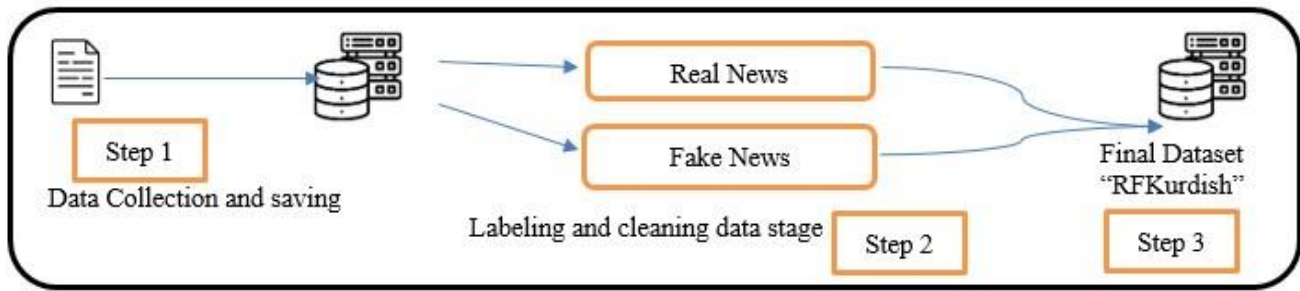 Step 1
Data Collection and saving
Real News
Fake News
Labeling and cleaning data stage
Step 2
Final Dataset
“RFKurdish”
Step 3